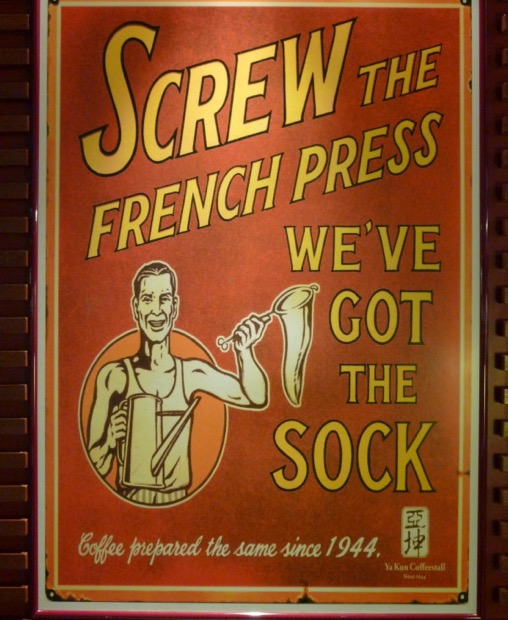 SCREW THE
FRENCH PRESS
WE'VE
GOT
THE
SOCK
Coffee prepared the same since 1944.
亞
坤
Ya Kun Coffeestall
Since 1944